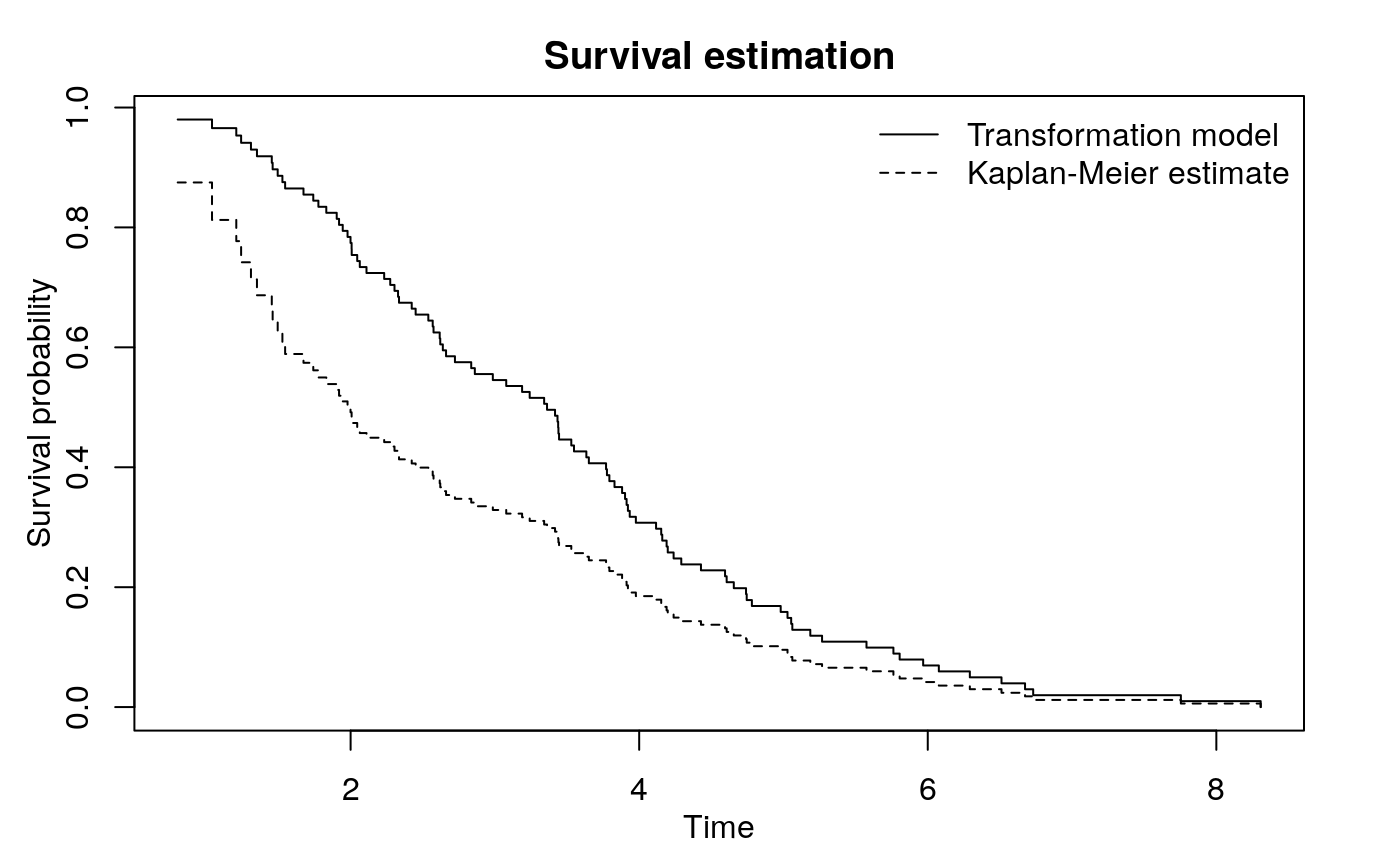 Survival estimation
Transformation model
Kaplan-Meier estimate
Survival probability
1.0
0.8
0.6
0.4
0.2
0.0
2 4 6 8
Time